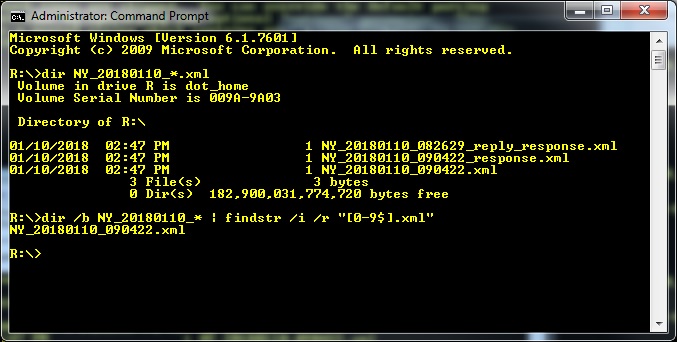 Administrator: Command Prompt
Microsoft Windows [Version 6.1.7601]
Copyright (c) 2009 Microsoft Corporation.  All rights reserved.
R:\>dir NY_20180110_*.xml
 Volume in drive R is dot_home
 Volume Serial Number is 009A-9A03
 Directory of R:\
01/10/2018  02:47 PM                 1 NY_20180110_082629_reply_response.xml
01/10/2018  02:47 PM                 1 NY_20180110_090422_response.xml
01/10/2018  02:47 PM                 1 NY_20180110_090422.xml
               3 File(s)              3 bytes
               0 Dir(s)  182,900,031,774,720 bytes free
R:\>dir /b NY_20180110_* | findstr /i /r "[0-9$].xml"
NY_20180110_090422.xml
R:\>